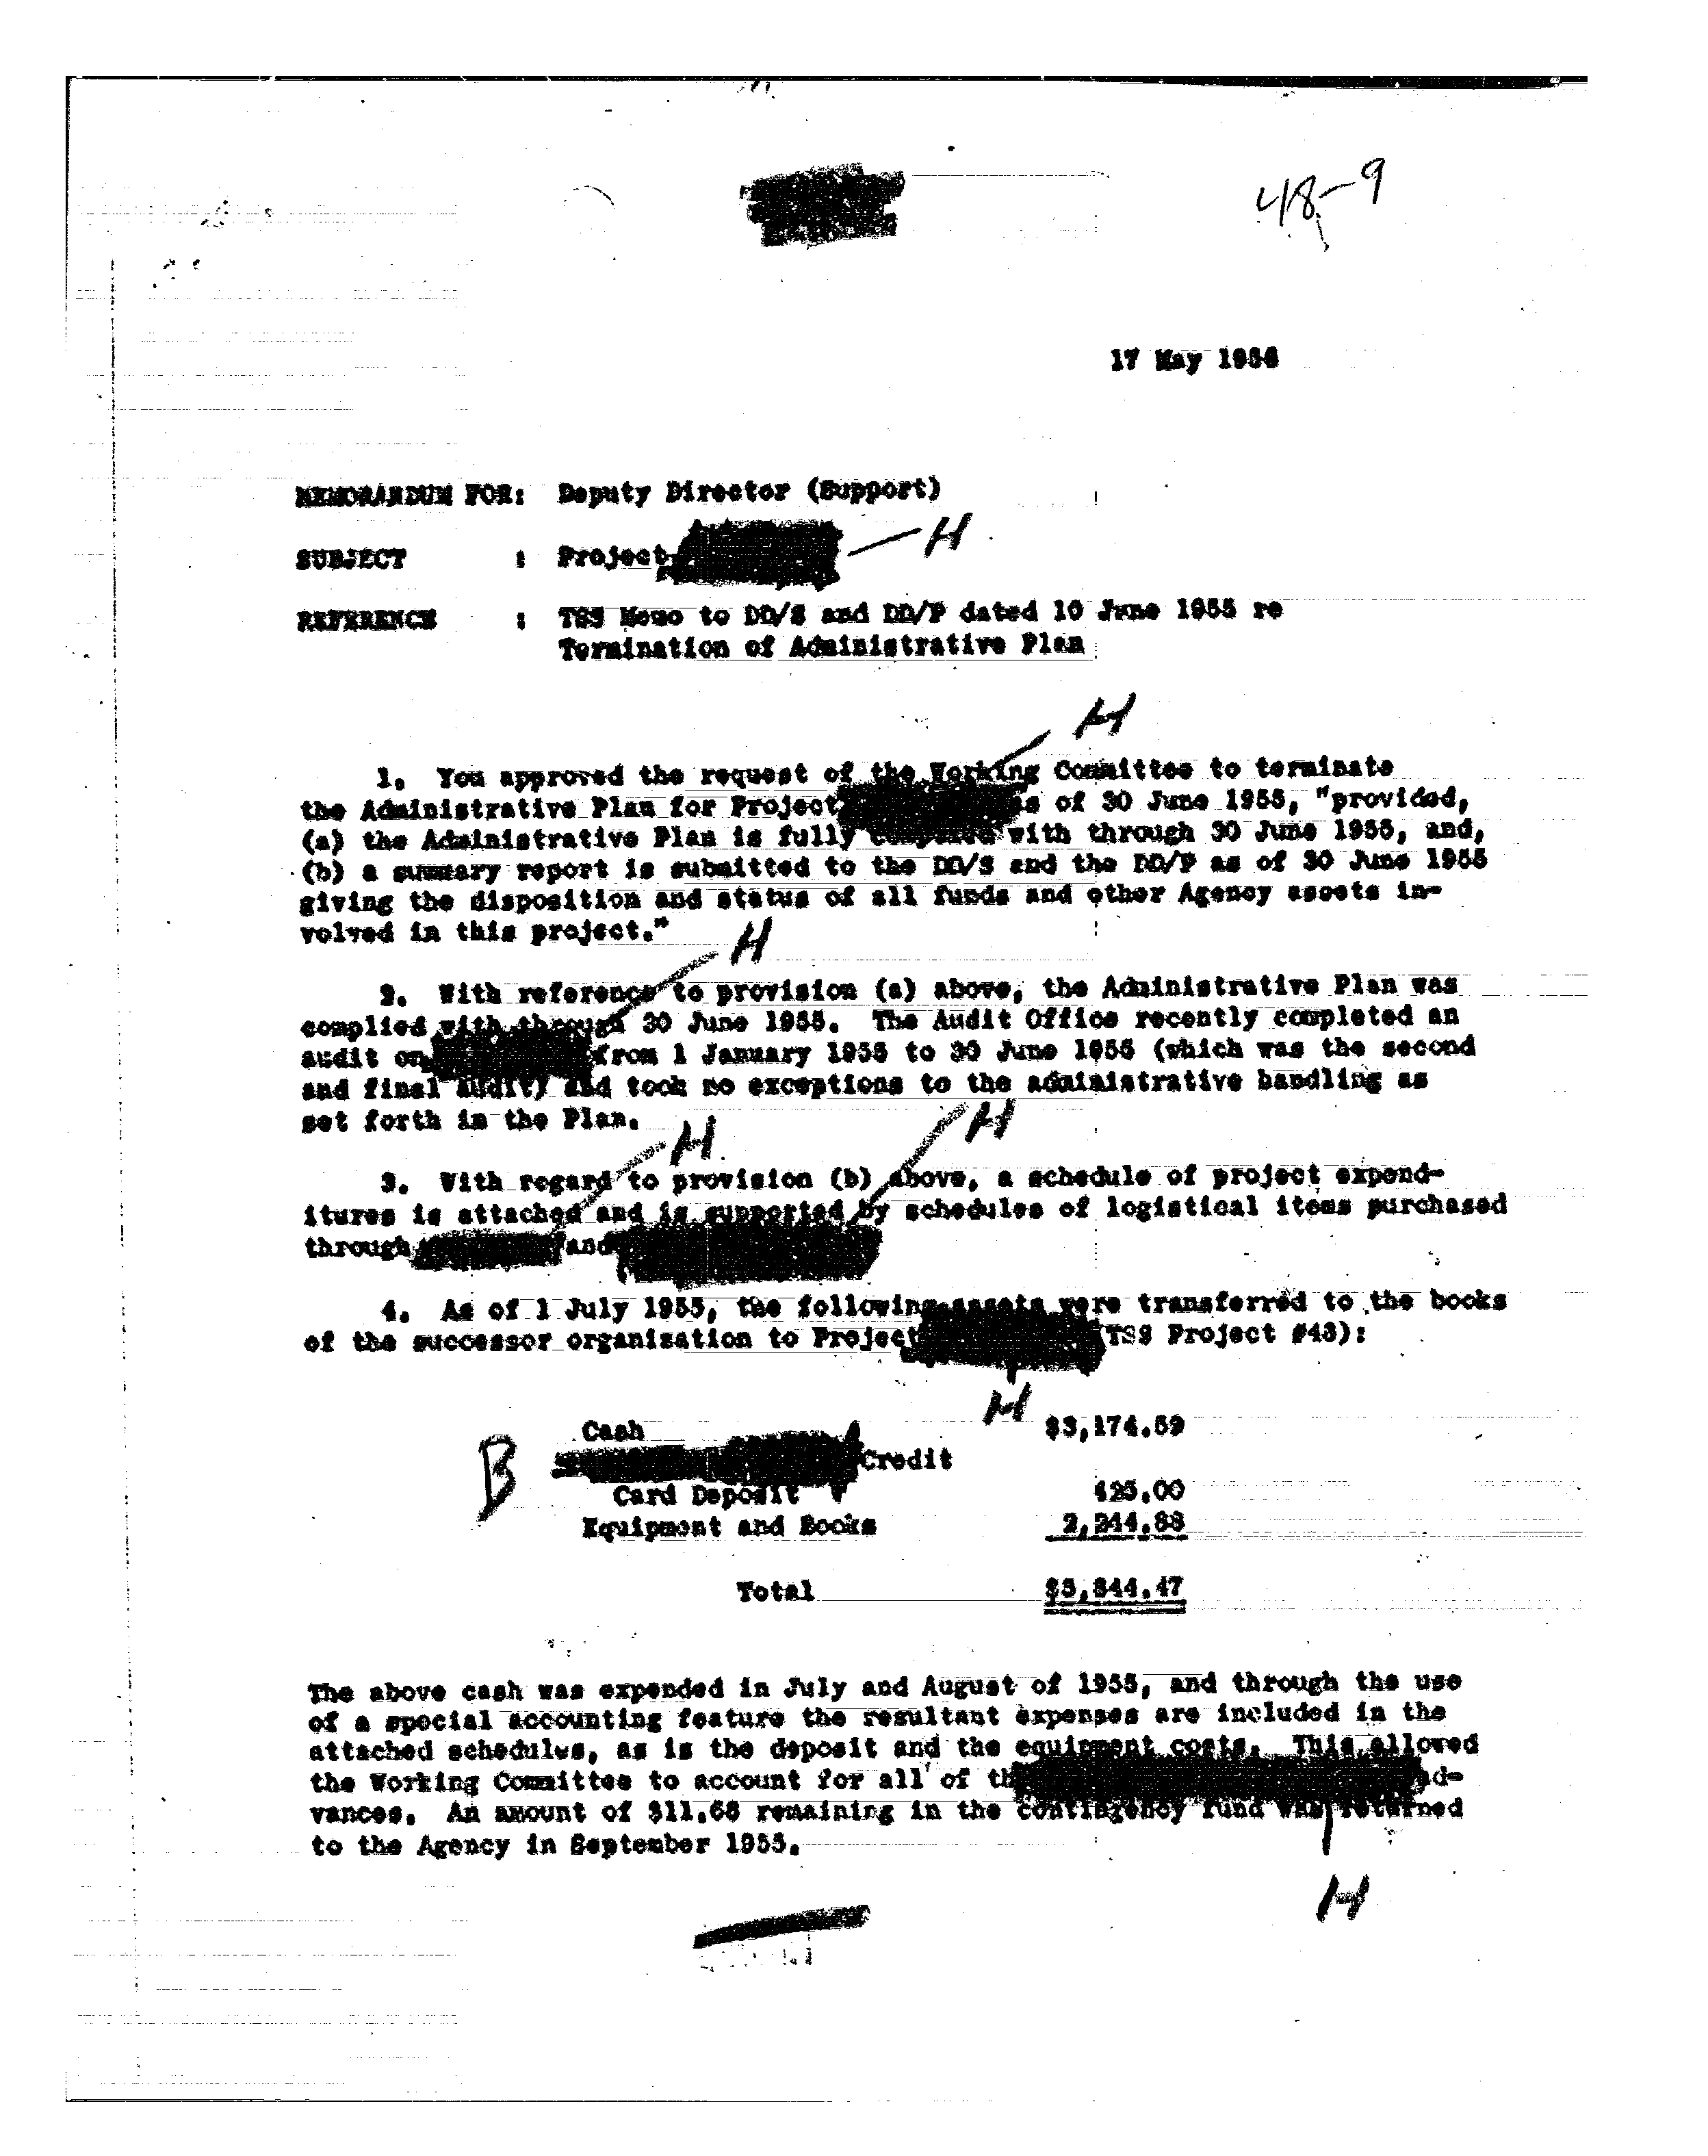 48-9
17 May 1956
MEMORANDUM FOR: Deputy Director (Support)
SUBJECT : Project H
REFERENCE : TSS Memo to DD/S and DD/P dated 10 June 1955 re
Termination of Administrative Plan
H
1. You approved the request of the Working Committee to terminate
the Administrative Plan for Project as of 30 June 1955, "provided,
(a) the Administrative Plan is fully complied with through 30 June 1955, and,
(b) a summary report is submitted to the DD/S and the DD/P as of 30 June 1955
giving the disposition and status of all funds and other Agency assets in-
volved in this project."
H
2. With reference to provision (a) above, the Administrative Plan was
complied with through 30 June 1955. The Audit Office recently completed an
audit on from 1 January 1955 to 30 June 1955 (which was the second
and final audit) and took no exceptions to the administrative handling as
set forth in the Plan.
H H
3. With regard to provision (b) above, a schedule of project expend-
itures is attached and is supported by schedules of logistical items purchased
through and
4. As of 1 July 1955, the following assets were transferred to the books
of the successor organization to Project (TSS Project #48):
H
Cash $3,174.59
B Credit
Card Deposit 425.00
Equipment and Books 2,244.88
Total $5,844.47
The above cash was expended in July and August of 1955, and through the use
of a special accounting feature the resultant expenses are included in the
attached schedules, as is the deposit and the equipment costs. This allowed
the Working Committee to account for all of ad-
vances. An amount of $11.68 remaining in the contingency fund was returned
to the Agency in September 1955.
H